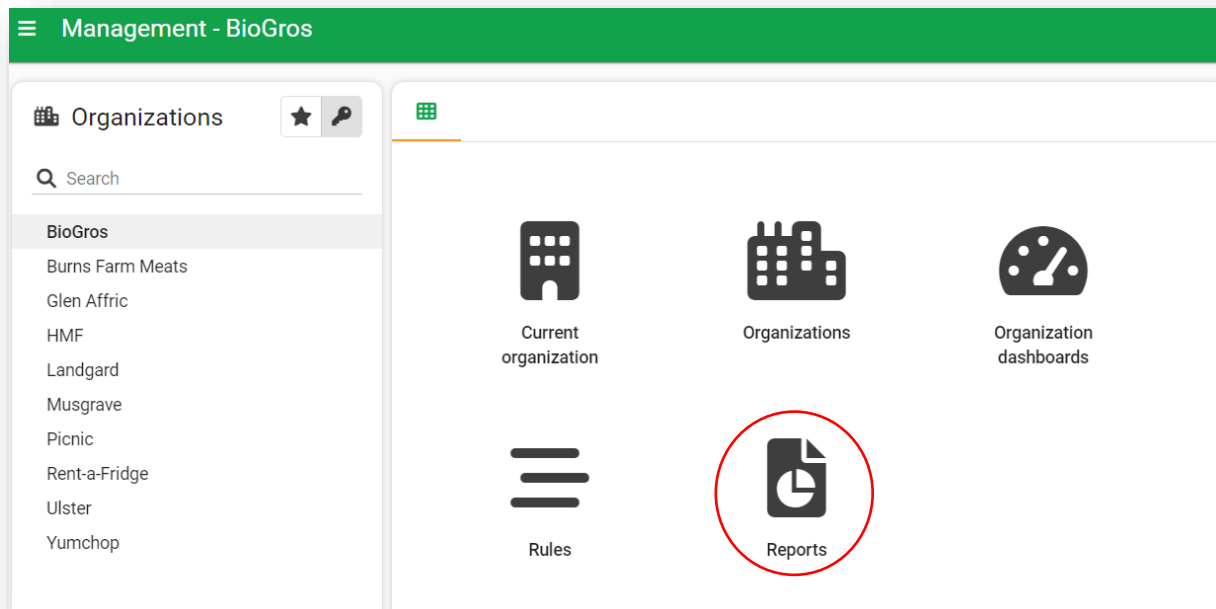 Management - BioGros
Organizations
Search
BioGros
Burns Farm Meats
Glen Affric
HMF
Landgard
Musgrave
Picnic
Rent-a-Fridge
Ulster
Yumchop
Current
organization
Organizations
Organization
dashboards
Rules
Reports